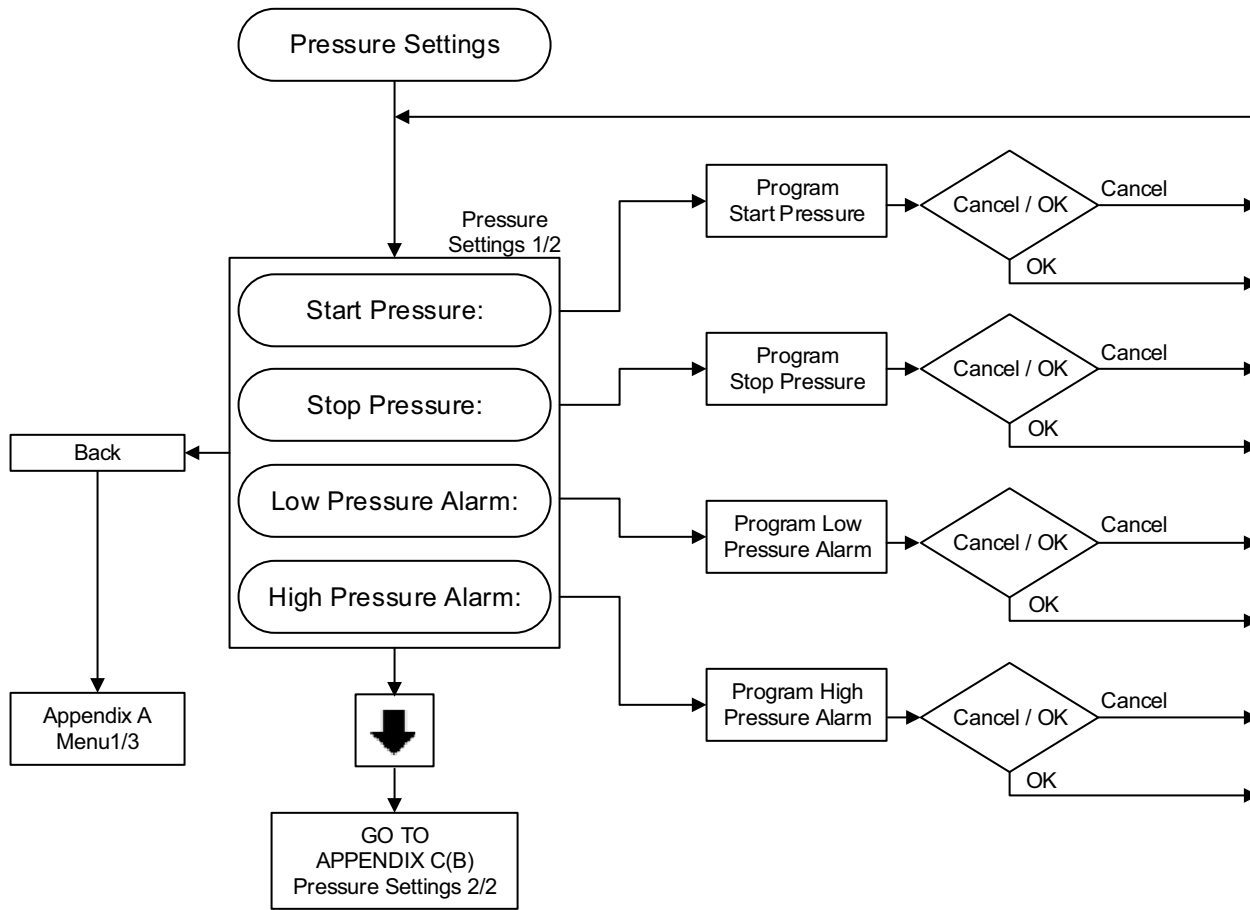 Pressure Settings
Pressure
Settings 1/2
Start Pressure:
Stop Pressure:
Low Pressure Alarm:
High Pressure Alarm:
Back
Appendix A
Menu1/3
GO TO
APPENDIX C(B)
Pressure Settings 2/2
Program
Start Pressure
Cancel / OK
Cancel
OK
Program
Stop Pressure
Cancel / OK
Cancel
OK
Program Low
Pressure Alarm
Cancel / OK
Cancel
OK
Program High
Pressure Alarm
Cancel / OK
Cancel
OK